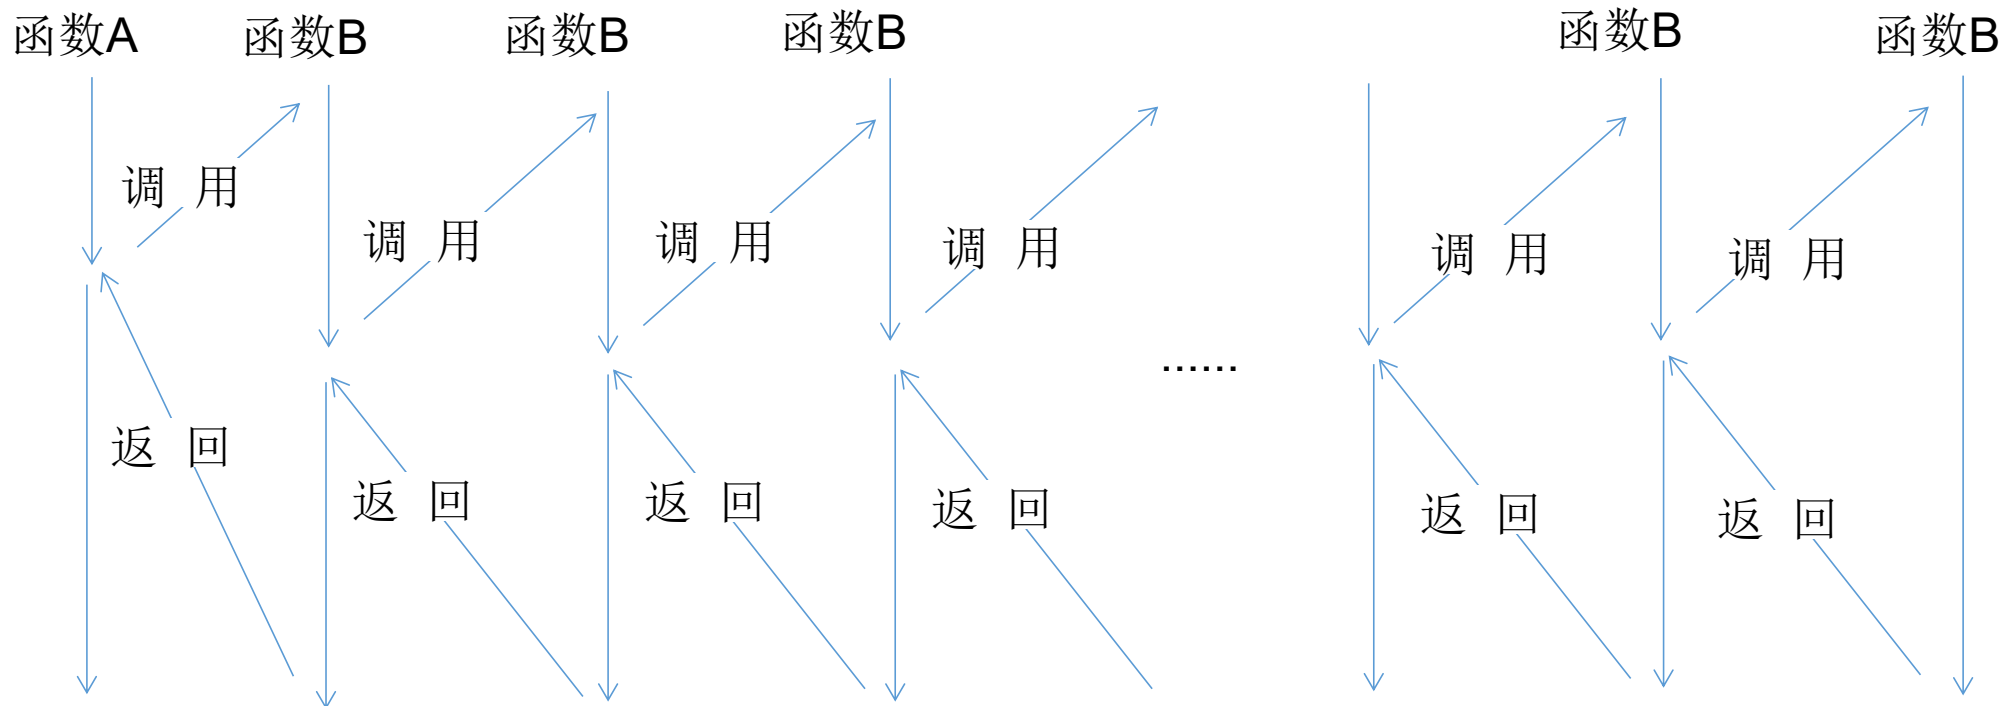 函数A 函数B 函数B 函数B 函数B 函数B
调 用 调 用 调 用 调 用 调 用 调 用
......
返 回 返 回 返 回 返 回 返 回 返 回